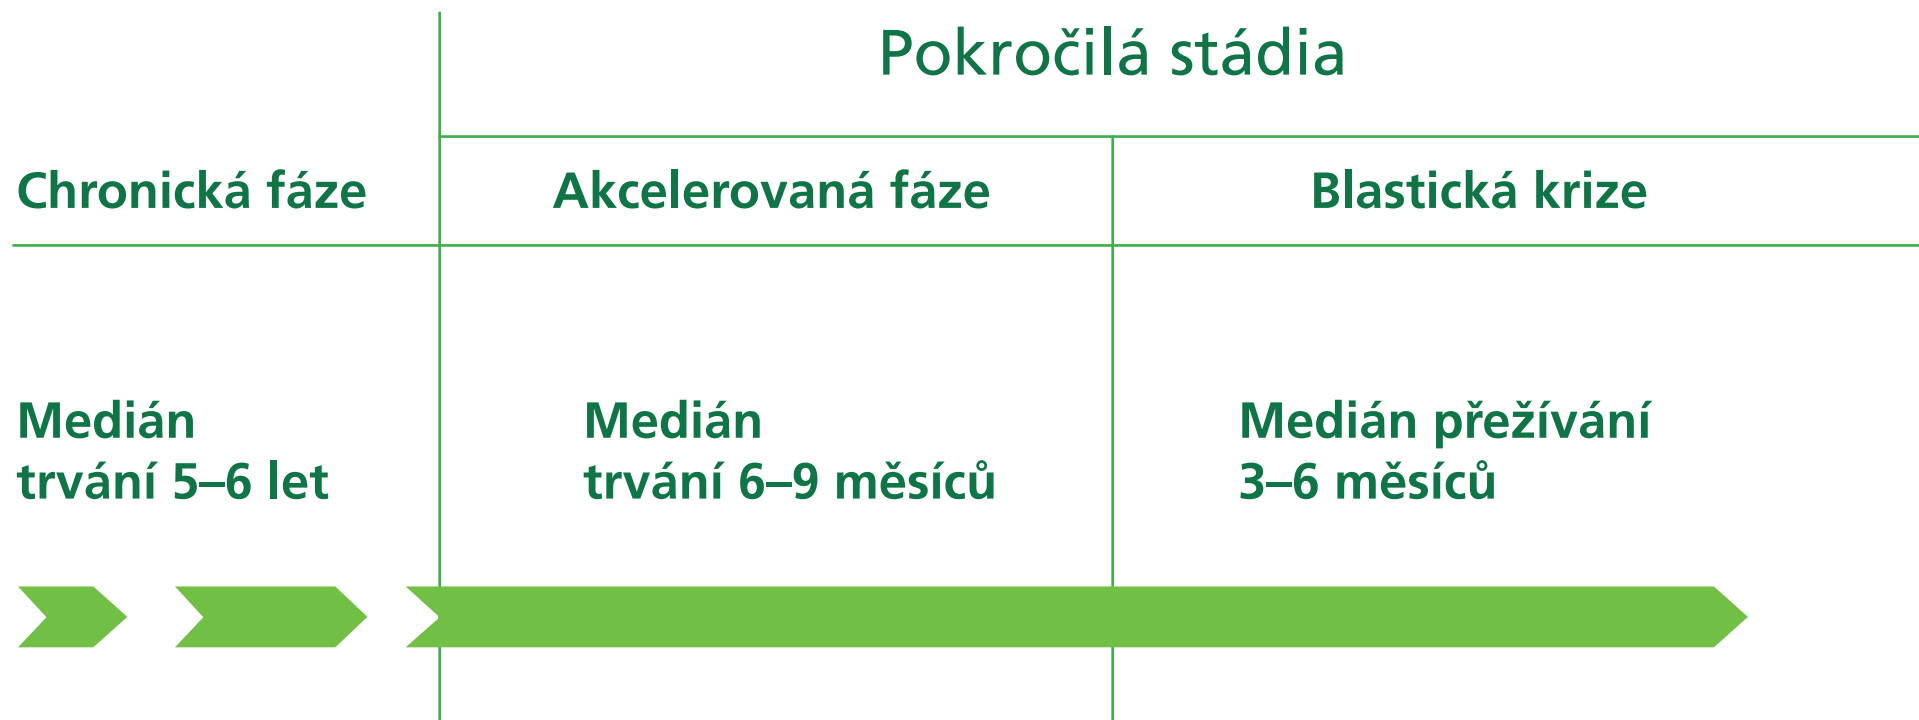 Pokročilá stádia
Chronická fáze
Akcelerovaná fáze
Blastická krize
Medián
trvání 5–6 let
Medián
trvání 6–9 měsíců
Medián přežívání
3–6 měsíců